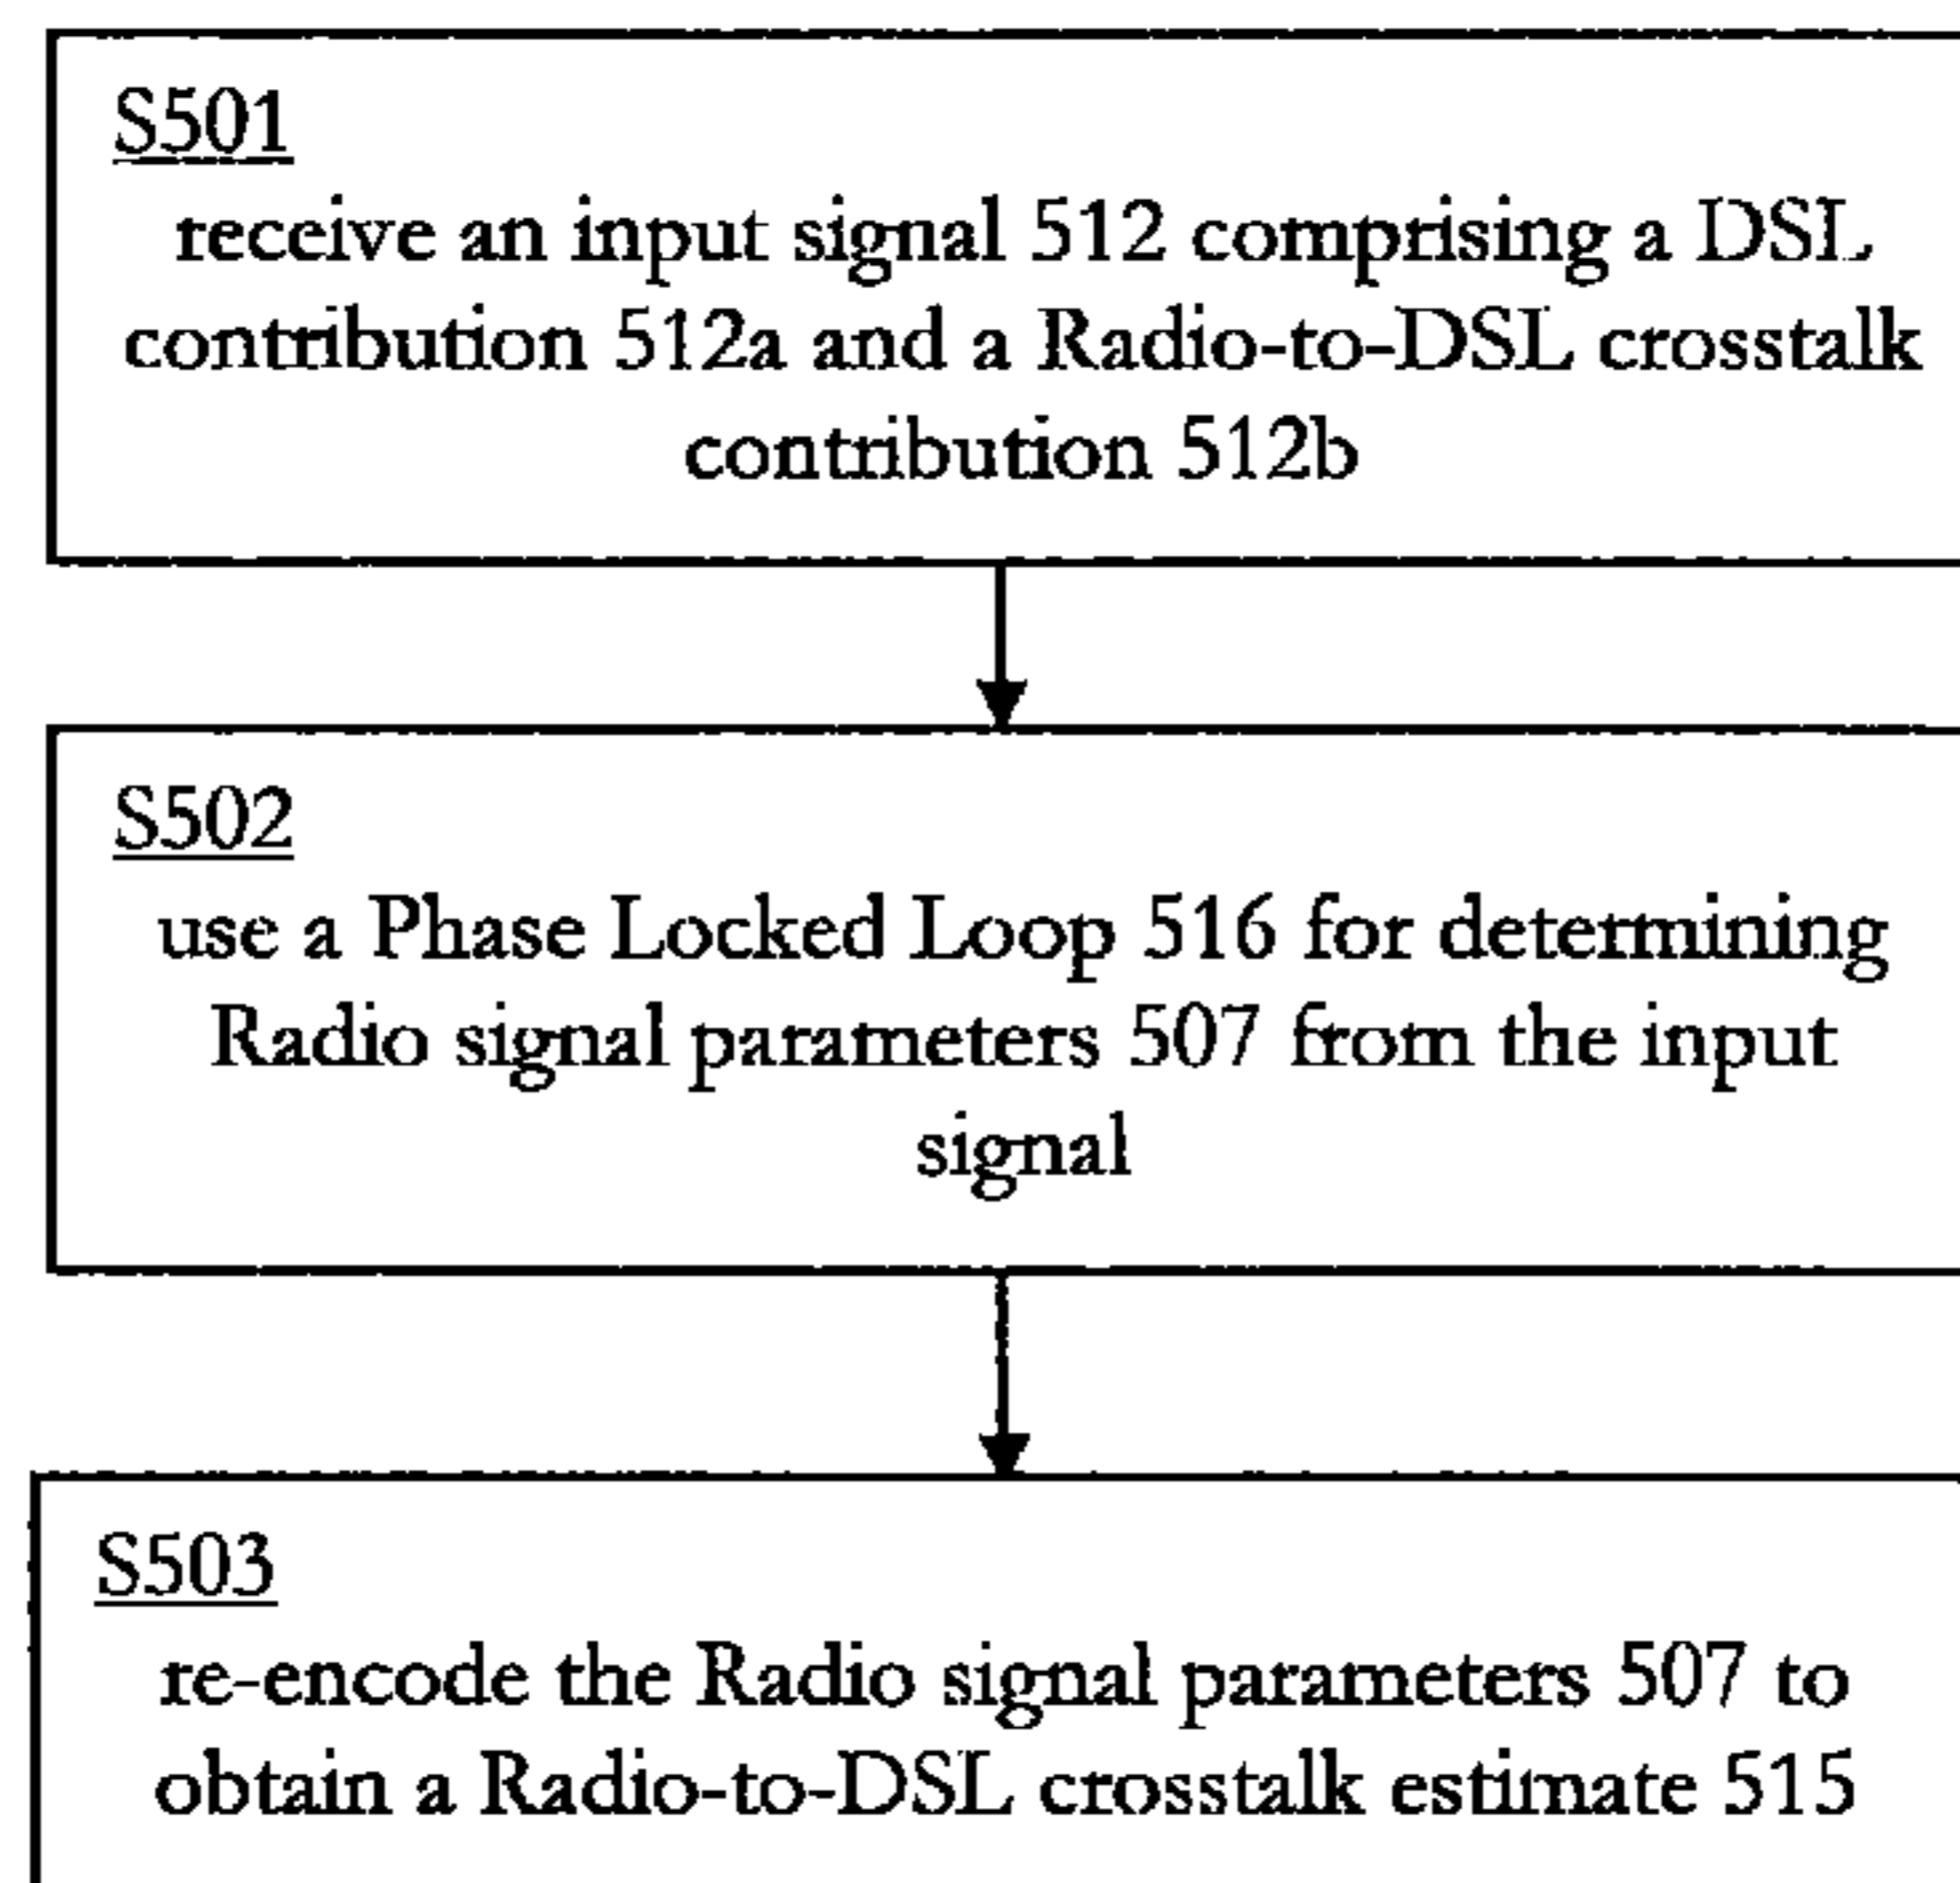 S501
receive an input signal 512 comprising a DSL
contribution 512a and a Radio-to-DSL crosstalk
contribution 512b
S502
use a Phase Locked Loop 516 for determining
Radio signal parameters 507 from the input
signal
S503
re-encode the Radio signal parameters 507 to
obtain a Radio-to-DSL crosstalk estimate 515